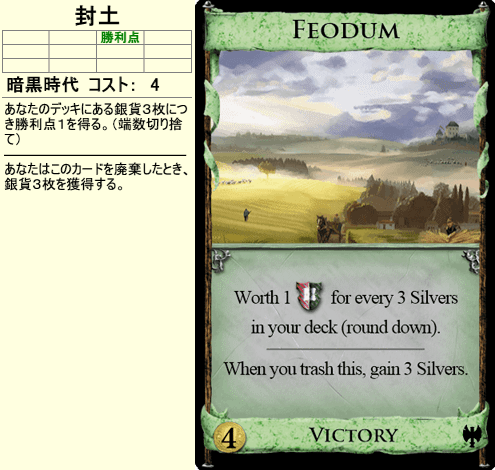 封土
勝利点
暗黒時代 コスト： 4
あなたのデッキにある銀貨３枚につ
き勝利点１を得る。（端数切り捨
て）
あなたはこのカードを廃棄したとき、
銀貨３枚を獲得する。
FEODUM
Worth 1 for every 3 Silvers
in your deck (round down).
When you trash this, gain 3 Silvers.
4
VICTORY